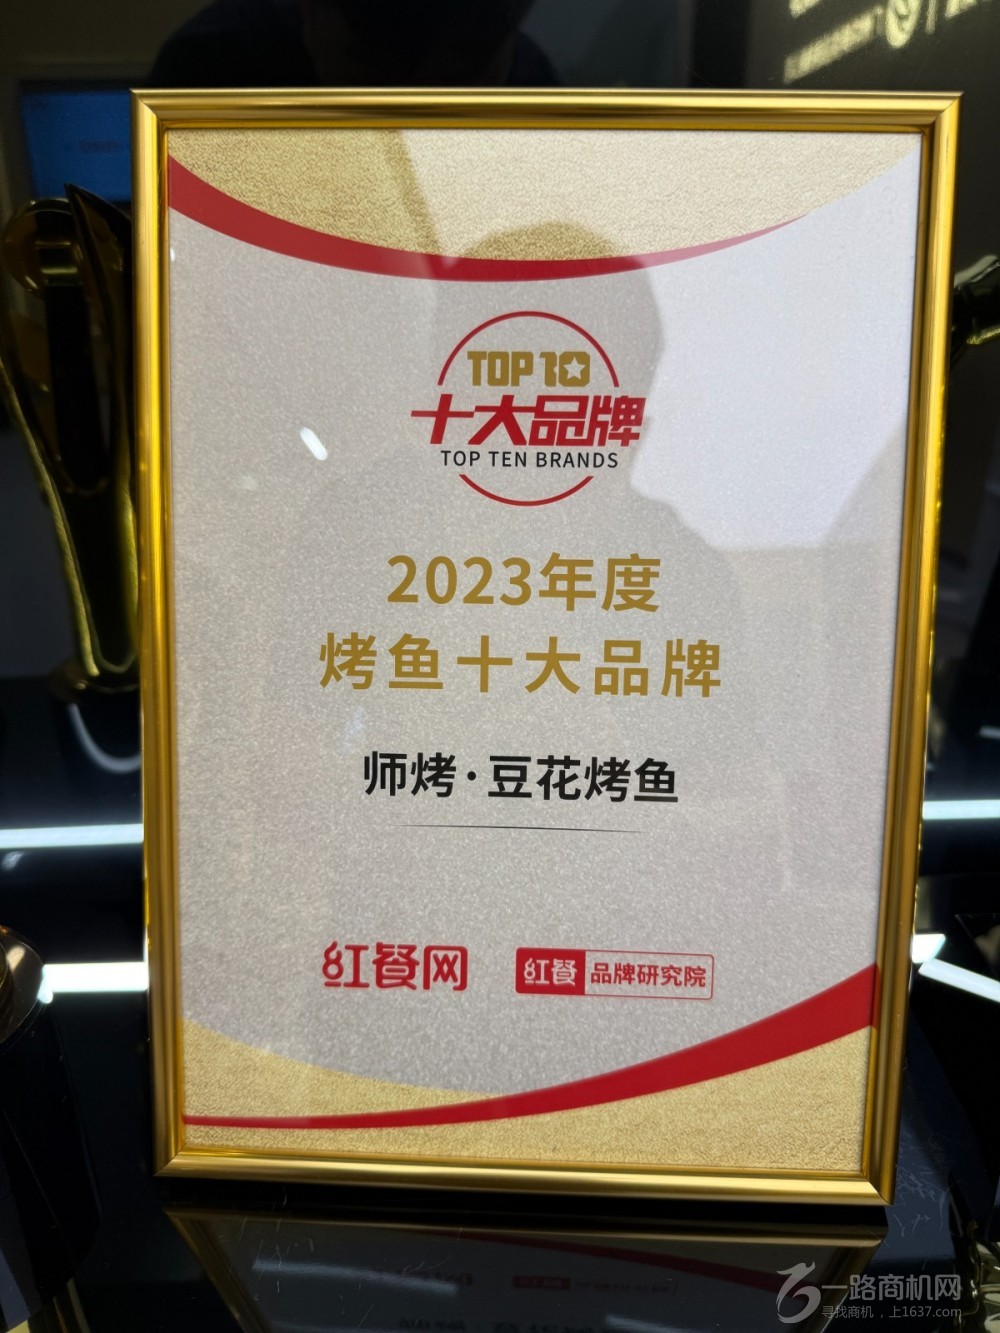 TOP 10
十大品牌
TOP TEN BRANDS
2023年度
烤鱼十大品牌
师烤·豆花烤鱼
红餐网
红餐 品牌研究院
一路商机网
寻找商机，上1637.com